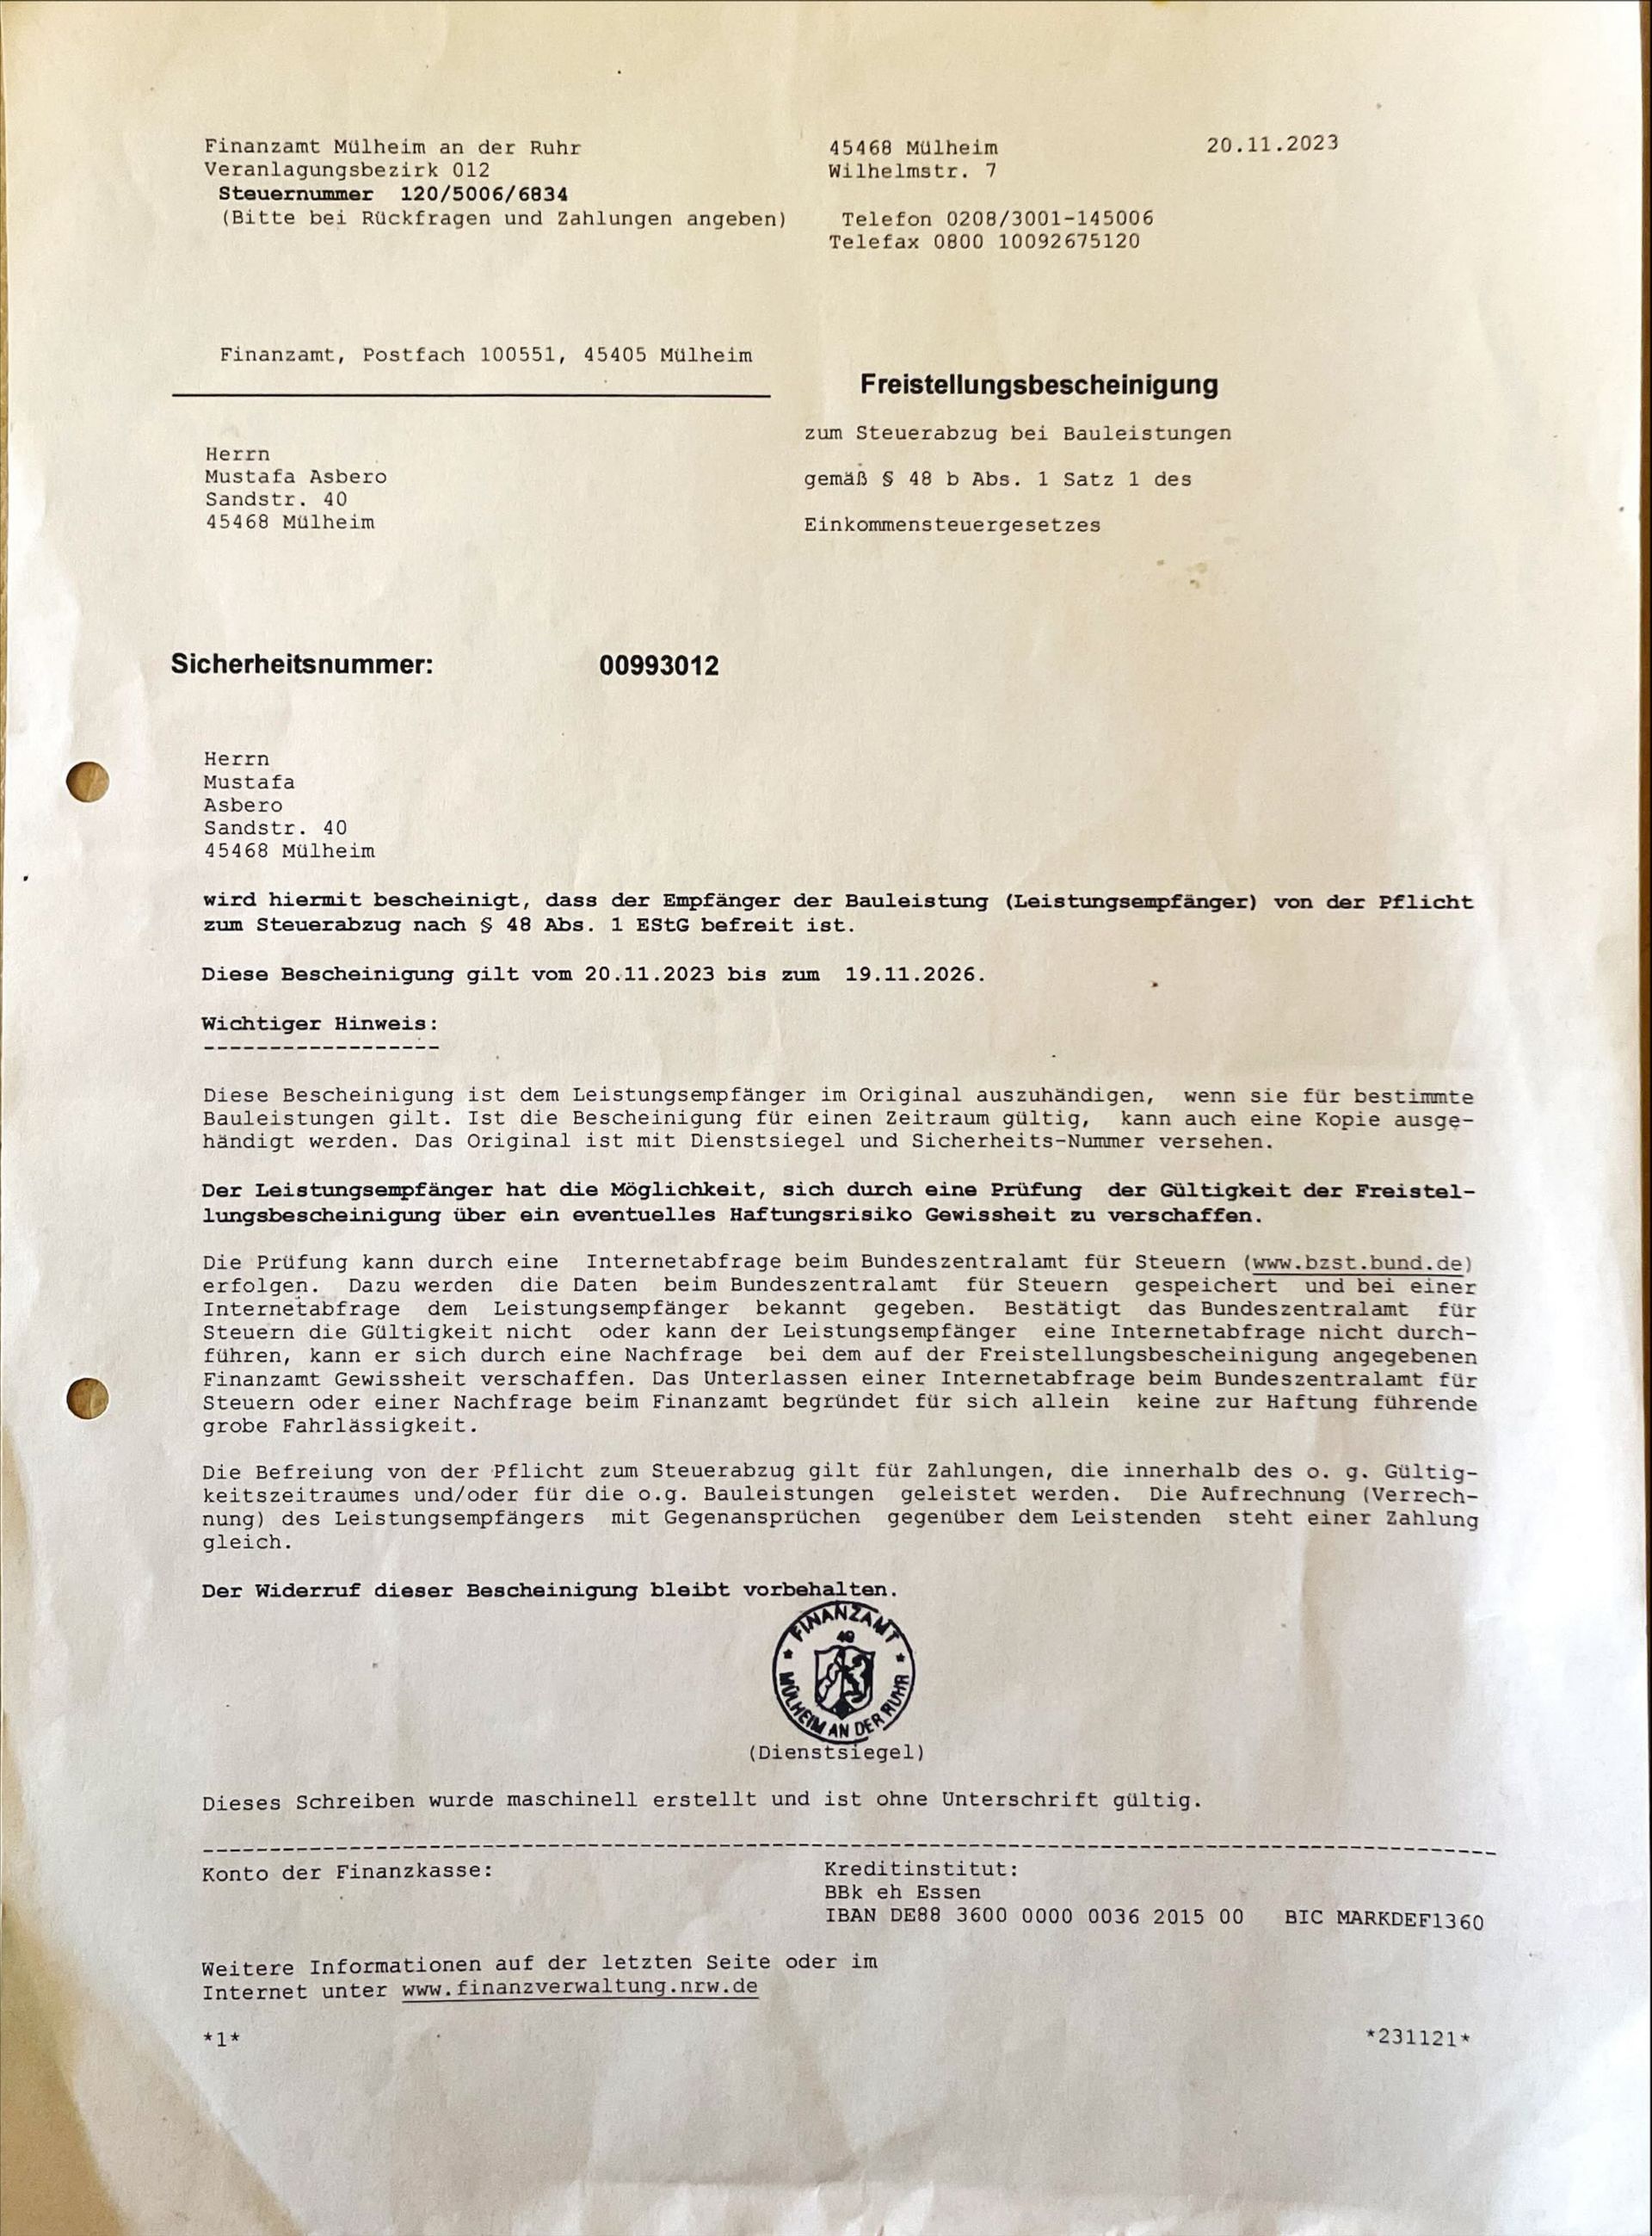 Finanzamt Mülheim an der Ruhr
Veranlagungsbezirk 012
Steuernummer 120/5006/6834
(Bitte bei Rückfragen und Zahlungen angeben)
45468 Mülheim
Wilhelmstr. 7
20.11.2023
Telefon 0208/3001-145006
Telefax 0800 10092675120
Finanzamt, Postfach 100551, 45405 Mülheim
Freistellungsbescheinigung
zum Steuerabzug bei Bauleistungen
gemäß § 48 b Abs. 1 Satz 1 des
Einkommensteuergesetzes
Herrn
Mustafa Asbero
Sandstr. 40
45468 Mülheim
Sicherheitsnummer: 00993012
Herrn
Mustafa
Asbero
Sandstr. 40
45468 Mülheim
wird hiermit bescheinigt, dass der Empfänger der Bauleistung (Leistungsempfänger) von der Pflicht
zum Steuerabzug nach § 48 Abs. 1 EStG befreit ist.
Diese Bescheinigung gilt vom 20.11.2023 bis zum 19.11.2026.
Wichtiger Hinweis:
------------------
Diese Bescheinigung ist dem Leistungsempfänger im Original auszuhändigen, wenn sie für bestimmte
Bauleistungen gilt. Ist die Bescheinigung für einen Zeitraum gültig, kann auch eine Kopie ausge-
händigt werden. Das Original ist mit Dienstsiegel und Sicherheits-Nummer versehen.
Der Leistungsempfänger hat die Möglichkeit, sich durch eine Prüfung der Gültigkeit der Freistel-
lungsbescheinigung über ein eventuelles Haftungsrisiko Gewissheit zu verschaffen.
Die Prüfung kann durch eine Internetabfrage beim Bundeszentralamt für Steuern (www.bzst.bund.de)
erfolgen. Dazu werden die Daten beim Bundeszentralamt für Steuern gespeichert und bei einer
Internetabfrage dem Leistungsempfänger bekannt gegeben. Bestätigt das Bundeszentralamt für
Steuern die Gültigkeit nicht oder kann der Leistungsempfänger eine Internetabfrage nicht durch-
führen, kann er sich durch eine Nachfrage bei dem auf der Freistellungsbescheinigung angegebenen
Finanzamt Gewissheit verschaffen. Das Unterlassen einer Internetabfrage beim Bundeszentralamt für
Steuern oder einer Nachfrage beim Finanzamt begründet für sich allein keine zur Haftung führende
grobe Fahrlässigkeit.
Die Befreiung von der Pflicht zum Steuerabzug gilt für Zahlungen, die innerhalb des o. g. Gültig-
keitszeitraumes und/oder für die o.g. Bauleistungen geleistet werden. Die Aufrechnung (Verrech-
nung) des Leistungsempfängers mit Gegenansprüchen gegenüber dem Leistenden steht einer Zahlung
gleich.
Der Widerruf dieser Bescheinigung bleibt vorbehalten.
FINANZAMT
49
MÜLHEIM AN DER RUHR
(Dienstsiegel)
Dieses Schreiben wurde maschinell erstellt und ist ohne Unterschrift gültig.
Konto der Finanzkasse:
Kreditinstitut:
BBk eh Essen
IBAN DE88 3600 0000 0036 2015 00 BIC MARKDEF1360
Weitere Informationen auf der letzten Seite oder im
Internet unter www.finanzverwaltung.nrw.de
*1*
*231121*